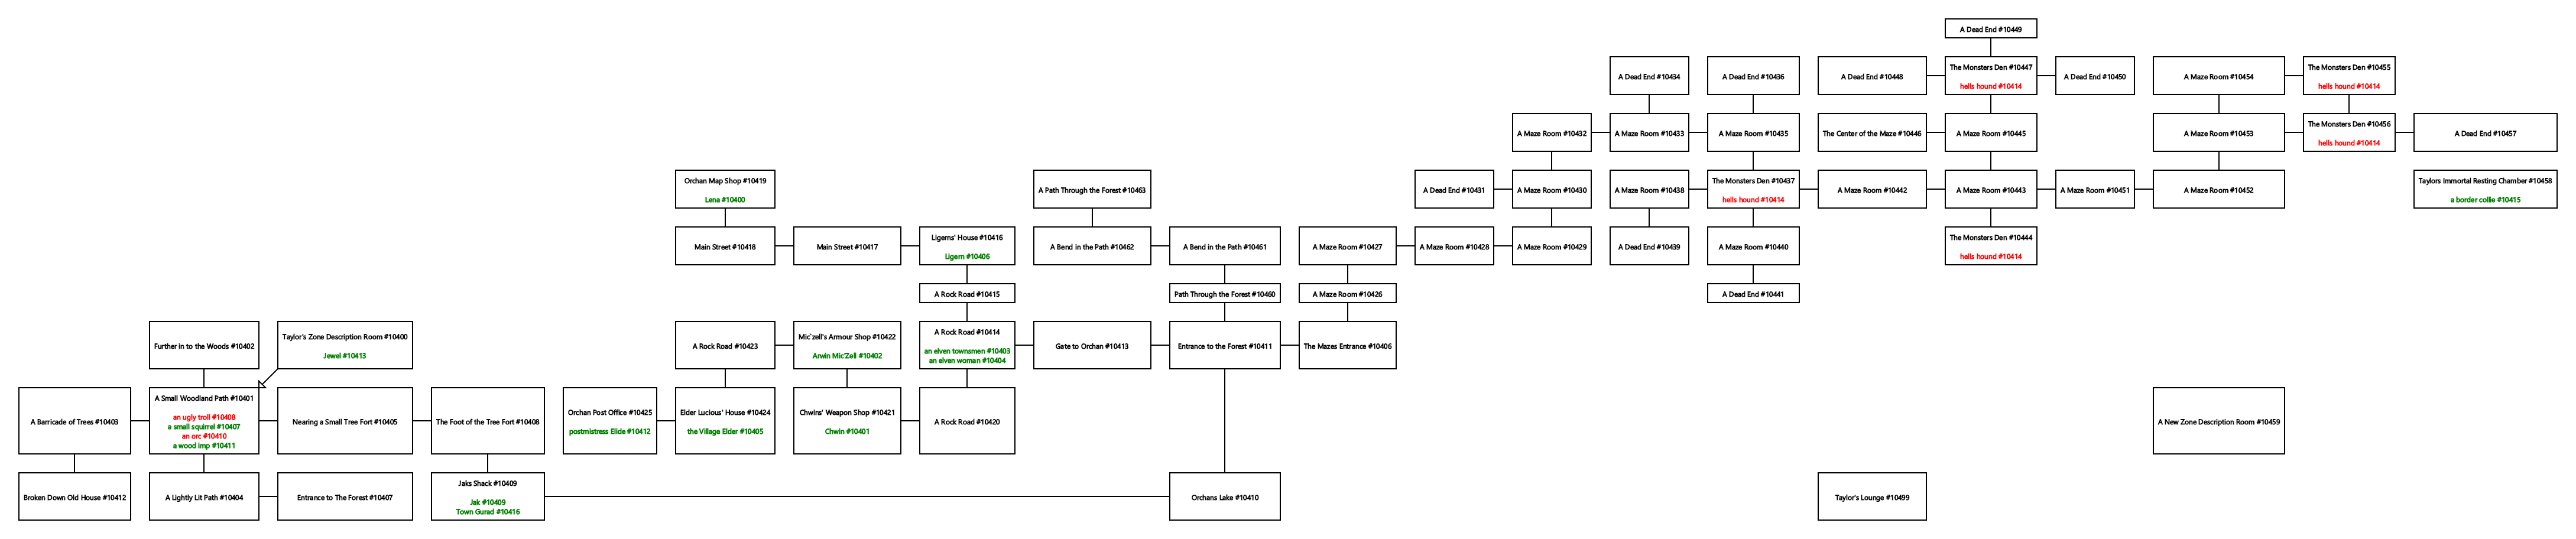 A Dead End #10449
A Dead End #10434
A Dead End #10436
A Dead End #10448
The Monsters Den #10447
hells hound #10414
A Dead End #10450
A Maze Room #10454
The Monsters Den #10455
hells hound #10414
A Maze Room #10432
A Maze Room #10433
A Maze Room #10435
The Center of the Maze #10446
A Maze Room #10445
A Maze Room #10453
The Monsters Den #10456
hells hound #10414
A Dead End #10457
Orchan Map Shop #10419
Lena #10400
A Path Through the Forest #10463
A Dead End #10431
A Maze Room #10430
A Maze Room #10438
The Monsters Den #10437
hells hound #10414
A Maze Room #10442
A Maze Room #10443
A Maze Room #10451
A Maze Room #10452
Taylors Immortal Resting Chamber #10458
a border collie #10415
Main Street #10418
Main Street #10417
Ligerns' House #10416
Ligern #10406
A Bend in the Path #10462
A Bend in the Path #10461
A Maze Room #10427
A Maze Room #10428
A Maze Room #10429
A Dead End #10439
A Maze Room #10440
The Monsters Den #10444
hells hound #10414
A Rock Road #10415
Path Through the Forest #10460
A Maze Room #10426
A Dead End #10441
Further in to the Woods #10402
Taylor's Zone Description Room #10400
Jewel #10413
A Rock Road #10423
Mic`zell's Armour Shop #10422
Arwin Mic'Zell #10402
A Rock Road #10414
an elven townsmen #10403
an elven woman #10404
Gate to Orchan #10413
Entrance to the Forest #10411
The Mazes Entrance #10406
A Barricade of Trees #10403
A Small Woodland Path #10401
an ugly troll #10408
a small squirrel #10407
an orc #10410
a wood imp #10411
Nearing a Small Tree Fort #10405
The Foot of the Tree Fort #10408
Orchan Post Office #10425
postmistress Elide #10412
Elder Lucious' House #10424
the Village Elder #10405
Chwins' Weapon Shop #10421
Chwin #10401
A Rock Road #10420
A New Zone Description Room #10459
Broken Down Old House #10412
A Lightly Lit Path #10404
Entrance to The Forest #10407
Jaks Shack #10409
Jak #10409
Town Gurad #10416
Orchans Lake #10410
Taylor's Lounge #10499